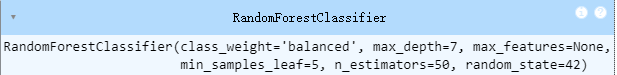 RandomForestClassifier
RandomForestClassifier(class_weight='balanced', max_depth=7, max_features=None,
min_samples_leaf=5, n_estimators=50, random_state=42)